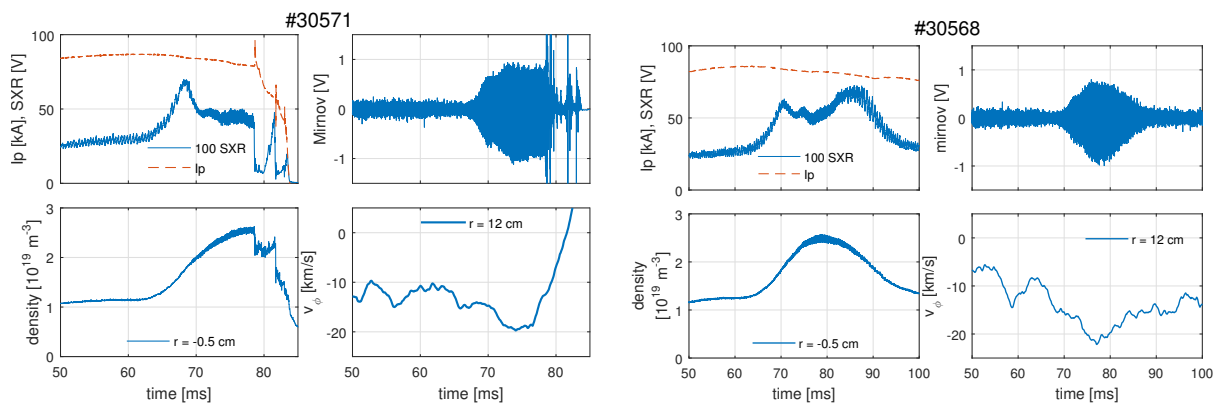 #30571
Ip [kA], SXR [V]
100
50
0
100 SXR
Ip
Mirnov [V]
1
0
-1
density [10^19 m^-3]
3
2
1
0
r = -0.5 cm
50 60 70 80
time [ms]
v_ϕ [km/s]
0
-10
-20
r = 12 cm
50 60 70 80
time [ms]
#30568
Ip [kA], SXR [V]
100
50
0
100 SXR
Ip
mirnov [V]
1
0
-1
density
[10^19 m^-3]
3
2
1
0
r = -0.5 cm
50 60 70 80 90 100
time [ms]
v_ϕ [km/s]
0
-10
-20
r = 12 cm
50 60 70 80 90 100
time [ms]